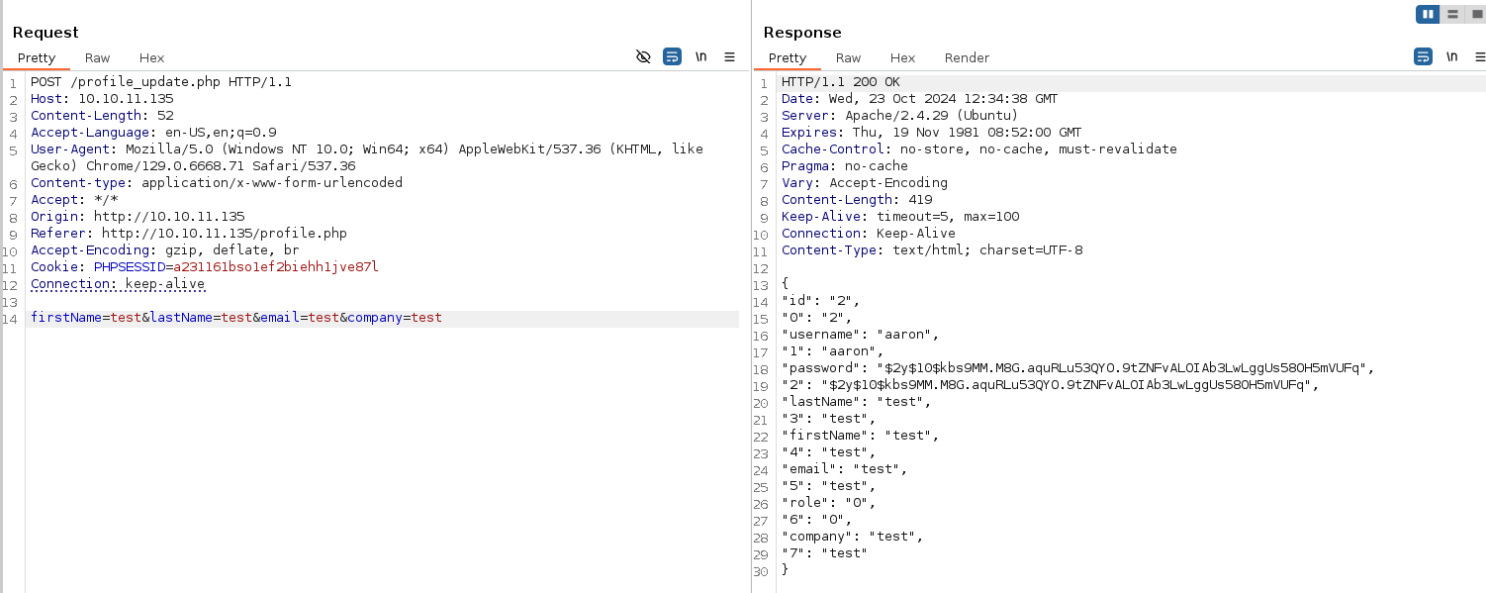 Request
Pretty Raw Hex \n
1 POST /profile_update.php HTTP/1.1
2 Host: 10.10.11.135
3 Content-Length: 52
4 Accept-Language: en-US,en;q=0.9
5 User-Agent: Mozilla/5.0 (Windows NT 10.0; Win64; x64) AppleWebKit/537.36 (KHTML, like
Gecko) Chrome/129.0.6668.71 Safari/537.36
6 Content-type: application/x-www-form-urlencoded
7 Accept: */*
8 Origin: http://10.10.11.135
9 Referer: http://10.10.11.135/profile.php
10 Accept-Encoding: gzip, deflate, br
11 Cookie: PHPSESSID=a231161bso1ef2biehh1jve87l
12 Connection: keep-alive
13
14 firstName=test&lastName=test&email=test&company=test
Response
Pretty Raw Hex Render \n
1 HTTP/1.1 200 OK
2 Date: Wed, 23 Oct 2024 12:34:38 GMT
3 Server: Apache/2.4.29 (Ubuntu)
4 Expires: Thu, 19 Nov 1981 08:52:00 GMT
5 Cache-Control: no-store, no-cache, must-revalidate
6 Pragma: no-cache
7 Vary: Accept-Encoding
8 Content-Length: 419
9 Keep-Alive: timeout=5, max=100
10 Connection: Keep-Alive
11 Content-Type: text/html; charset=UTF-8
12
13 {
14 "id": "2",
15 "0": "2",
16 "username": "aaron",
17 "1": "aaron",
18 "password": "$2y$10$kbs9MM.M8G.aquRLu53QYO.9tZNFvALOIAb3LwLggUs58OH5mVUFq",
19 "2": "$2y$10$kbs9MM.M8G.aquRLu53QYO.9tZNFvALOIAb3LwLggUs58OH5mVUFq",
20 "lastName": "test",
21 "3": "test",
22 "firstName": "test",
23 "4": "test",
24 "email": "test",
25 "5": "test",
26 "role": "0",
27 "6": "0",
28 "company": "test",
29 "7": "test"
30 }